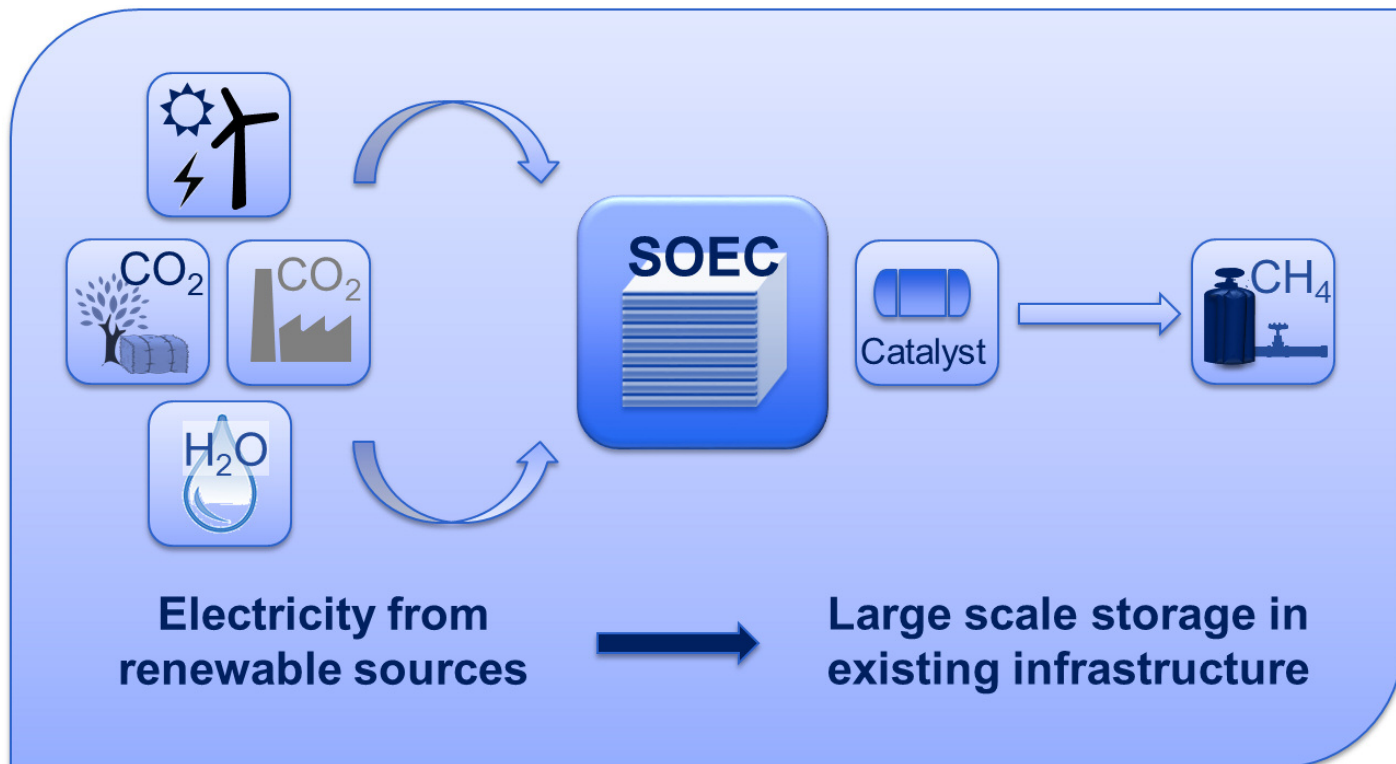 CO₂
CO₂
H₂O
SOEC
Catalyst
CH₄
Electricity from
renewable sources
Large scale storage in
existing infrastructure